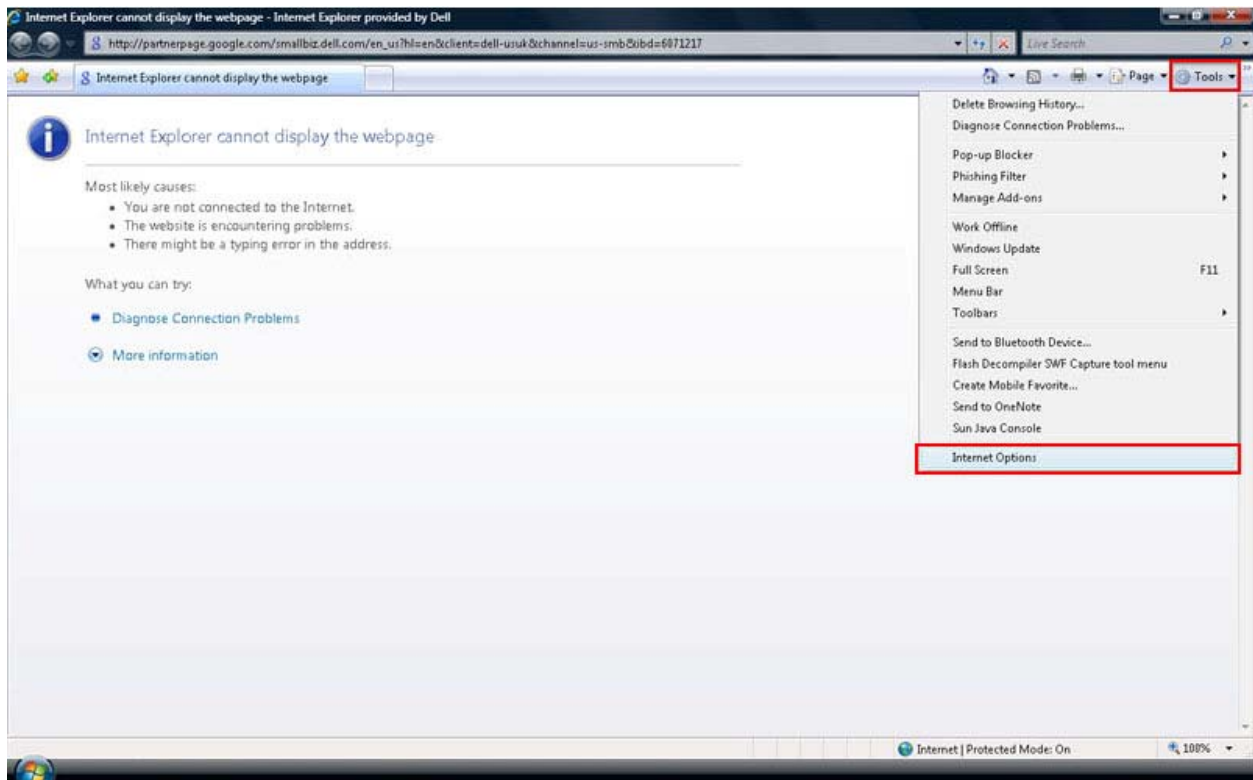 Internet Explorer cannot display the webpage - Internet Explorer provided by Dell
http://partnerpage.google.com/smallbiz.dell.com/en_us?hl=en&client=dell-usuk&channel=us-smb&ibd=6071217
Live Search
Internet Explorer cannot display the webpage
Page
Tools
Internet Explorer cannot display the webpage
Most likely causes:
You are not connected to the Internet.
The website is encountering problems.
There might be a typing error in the address.
What you can try:
Diagnose Connection Problems
More information
Delete Browsing History...
Diagnose Connection Problems...
Pop-up Blocker
Phishing Filter
Manage Add-ons
Work Offline
Windows Update
Full Screen F11
Menu Bar
Toolbars
Send to Bluetooth Device...
Flash Decompiler SWF Capture tool menu
Create Mobile Favorite...
Send to OneNote
Sun Java Console
Internet Options
Internet | Protected Mode: On
100%